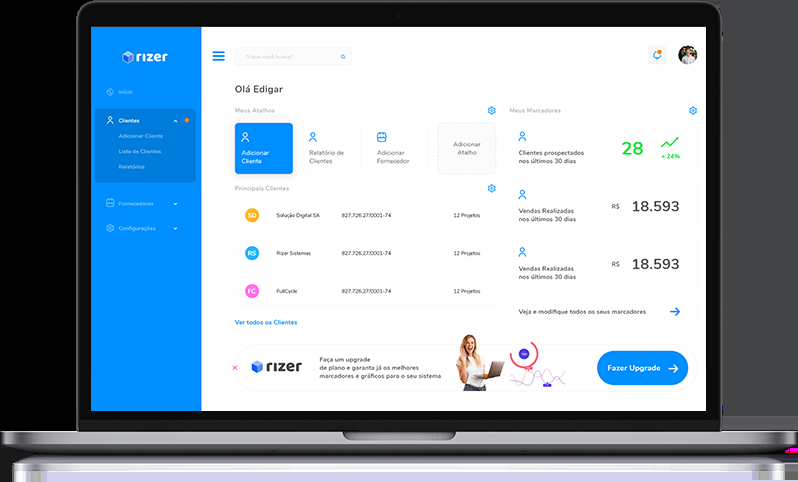 rizer
Início
Clientes
Adicionar Cliente
Lista de Clientes
Relatórios
Fornecedores
Configurações
O que você busca?
Olá Edigar
Meus Atalhos
Adicionar
Cliente
Relatório de
Clientes
Adicionar
Fornecedor
Adicionar
Atalho
Principais Clientes
SD Solução Digital SA 827.726.27/0001-74 12 Projetos
RS Rizer Sistemas 827.726.27/0001-74 12 Projetos
FC FullCycle 827.726.27/0001-74 12 Projetos
Ver todos os Clientes
Meus Marcadores
Clientes prospectados
nos últimos 30 dias
28
+ 24%
Vendas Realizadas
nos últimos 30 dias
R$ 18.593
Vendas Realizadas
nos últimos 30 dias
R$ 18.593
Veja e modifique todos os seus marcadores
rizer
Faça um upgrade
de plano e garanta já os melhores
marcadores e gráficos para o seu sistema
Fazer Upgrade